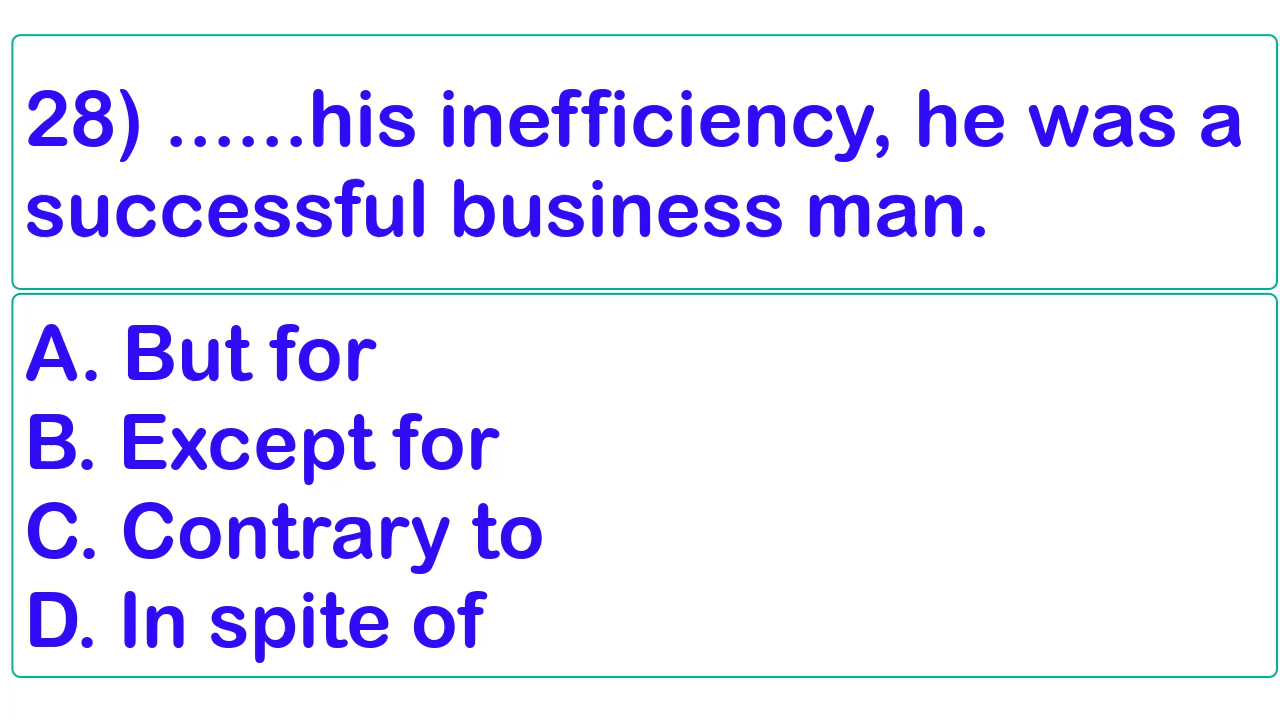 28) ......his inefficiency, he was a
successful business man.
A. But for
B. Except for
C. Contrary to
D. In spite of